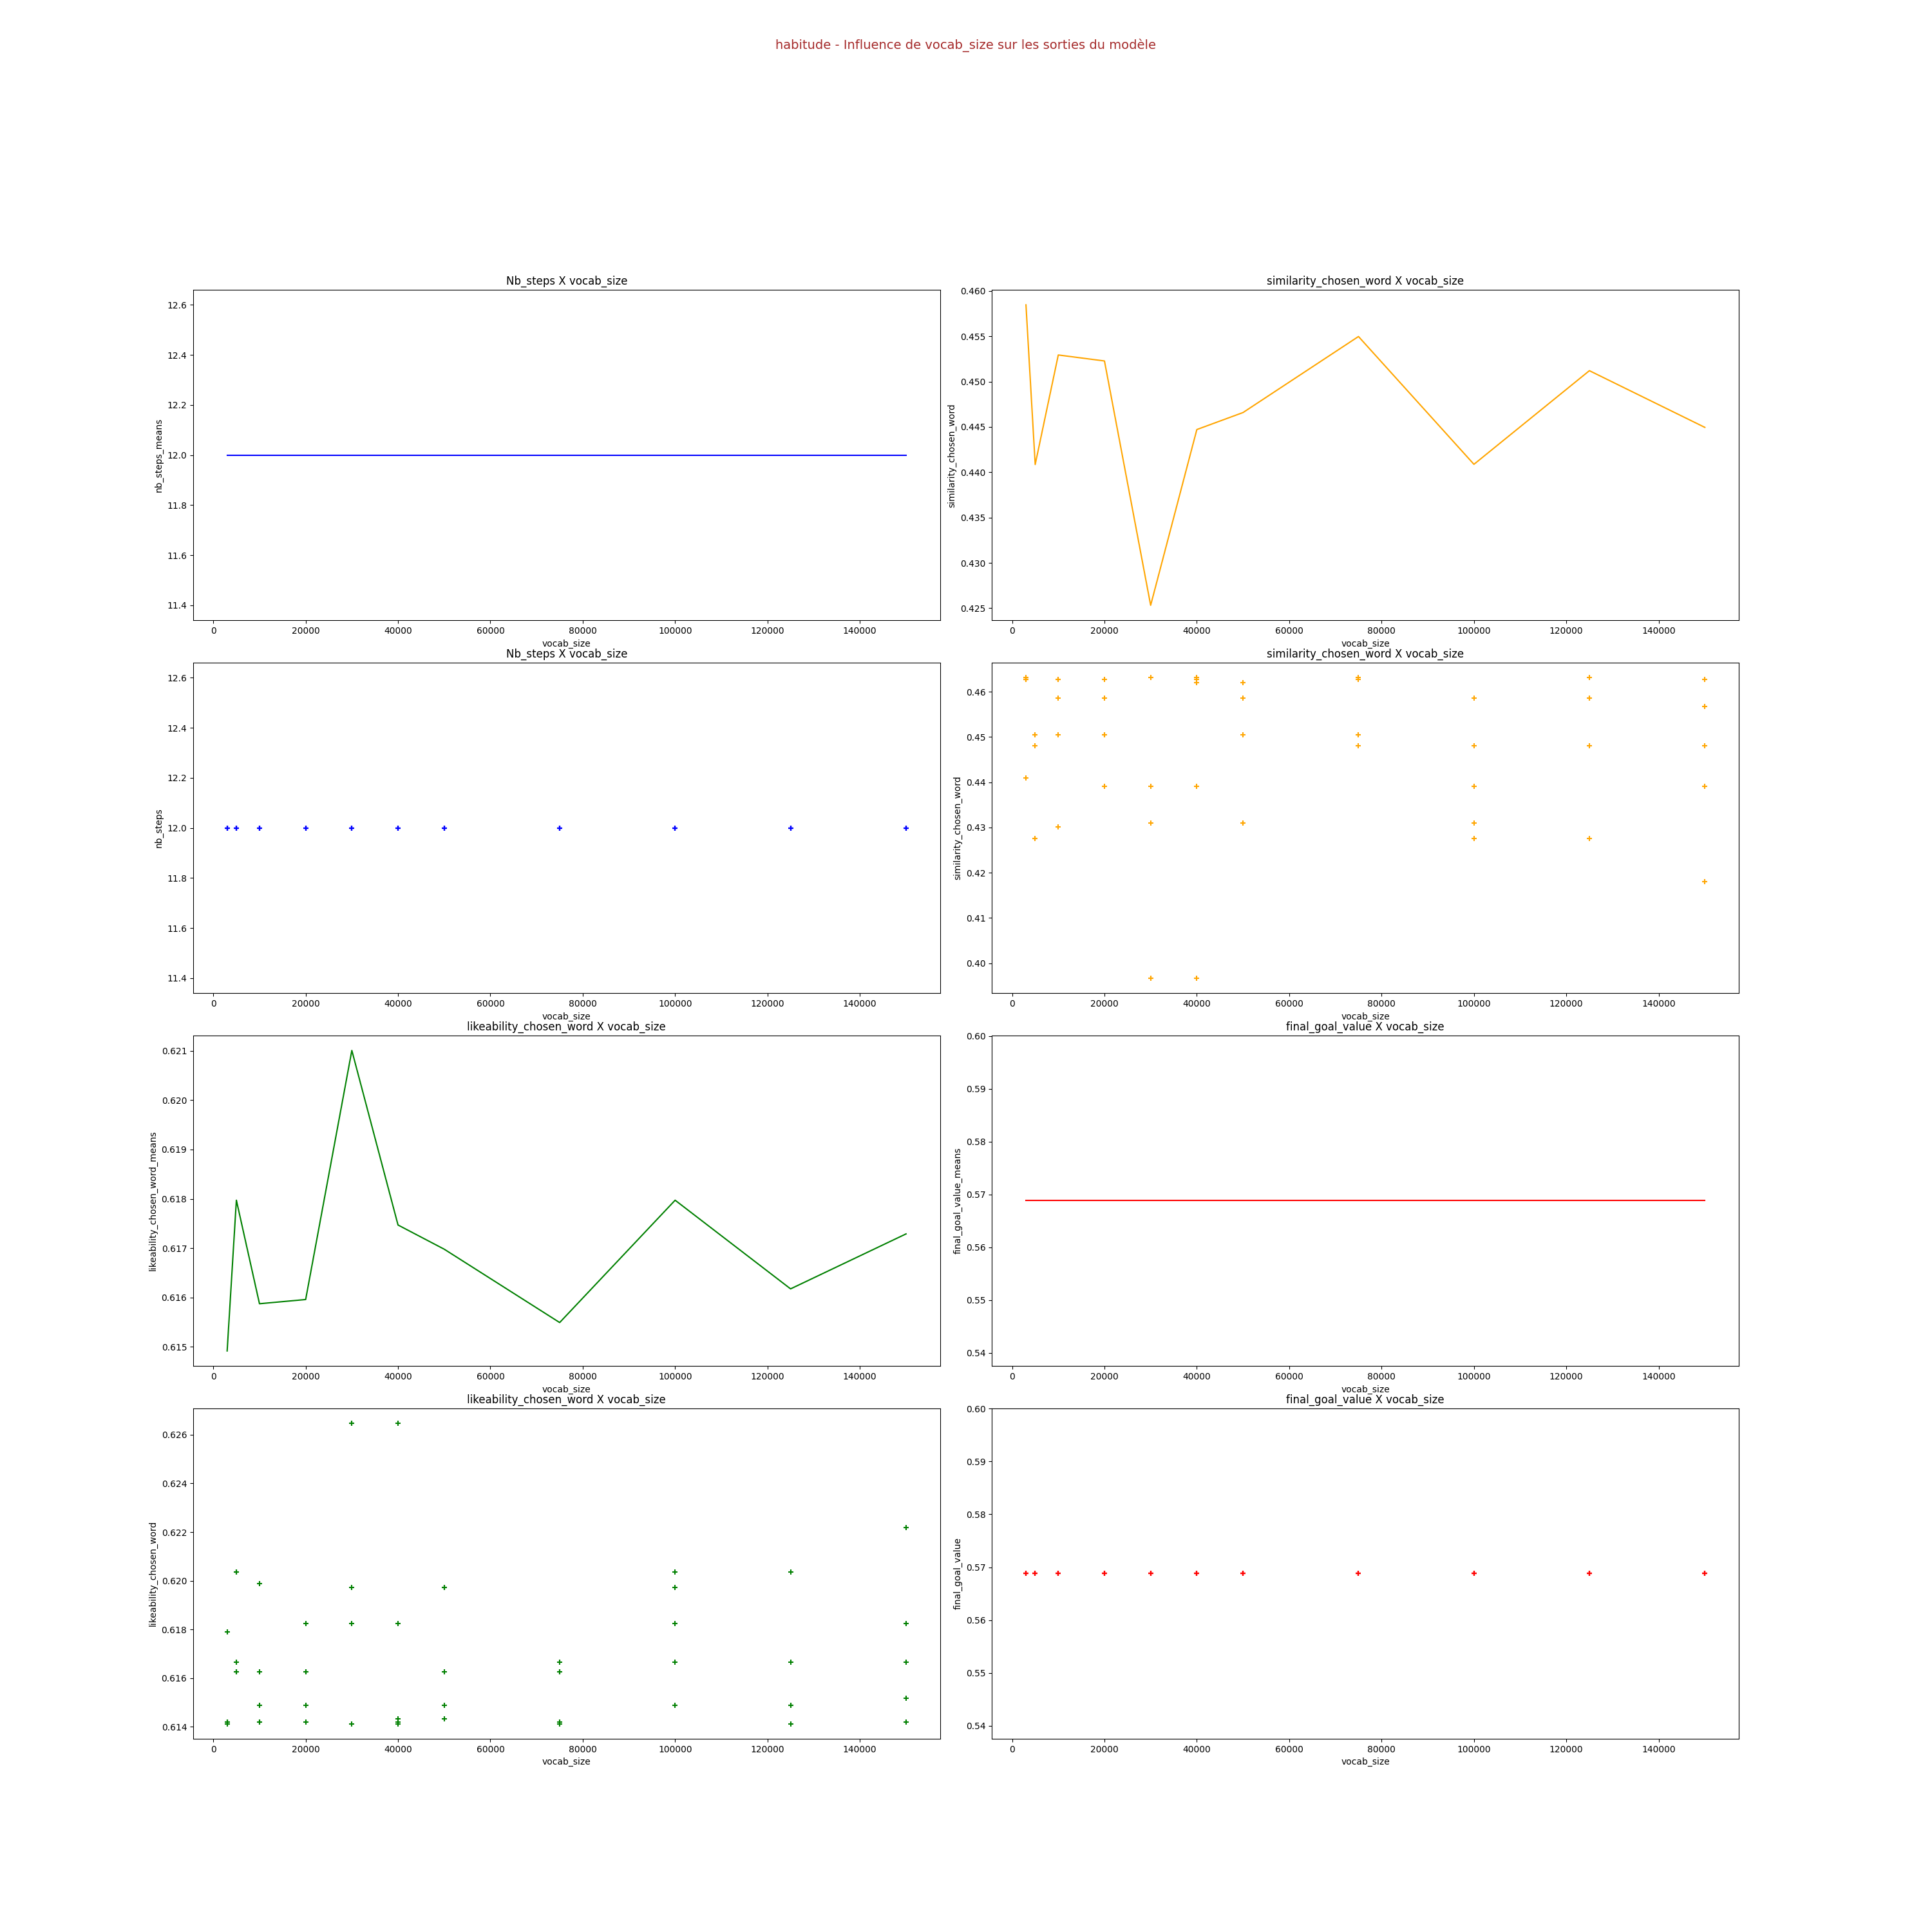 habitude - Influence de vocab_size sur les sorties du modèle
Nb_steps X vocab_size
12.6
12.4
12.2
12.0
11.8
11.6
11.4
nb_steps_means
0 20000 40000 60000 80000 100000 120000 140000
vocab_size
similarity_chosen_word X vocab_size
0.460
0.455
0.450
0.445
0.440
0.435
0.430
0.425
similarity_chosen_word
0 20000 40000 60000 80000 100000 120000 140000
vocab_size
Nb_steps X vocab_size
12.6
12.4
12.2
12.0
11.8
11.6
11.4
nb_steps
0 20000 40000 60000 80000 100000 120000 140000
vocab_size
similarity_chosen_word X vocab_size
0.46
0.45
0.44
0.43
0.42
0.41
0.40
similarity_chosen_word
0 20000 40000 60000 80000 100000 120000 140000
vocab_size
likeability_chosen_word X vocab_size
0.621
0.620
0.619
0.618
0.617
0.616
0.615
likeability_chosen_word_means
0 20000 40000 60000 80000 100000 120000 140000
vocab_size
final_goal_value X vocab_size
0.60
0.59
0.58
0.57
0.56
0.55
0.54
final_goal_value_means
0 20000 40000 60000 80000 100000 120000 140000
vocab_size
likeability_chosen_word X vocab_size
0.626
0.624
0.622
0.620
0.618
0.616
0.614
likeability_chosen_word
0 20000 40000 60000 80000 100000 120000 140000
vocab_size
final_goal_value X vocab_size
0.60
0.59
0.58
0.57
0.56
0.55
0.54
final_goal_value
0 20000 40000 60000 80000 100000 120000 140000
vocab_size